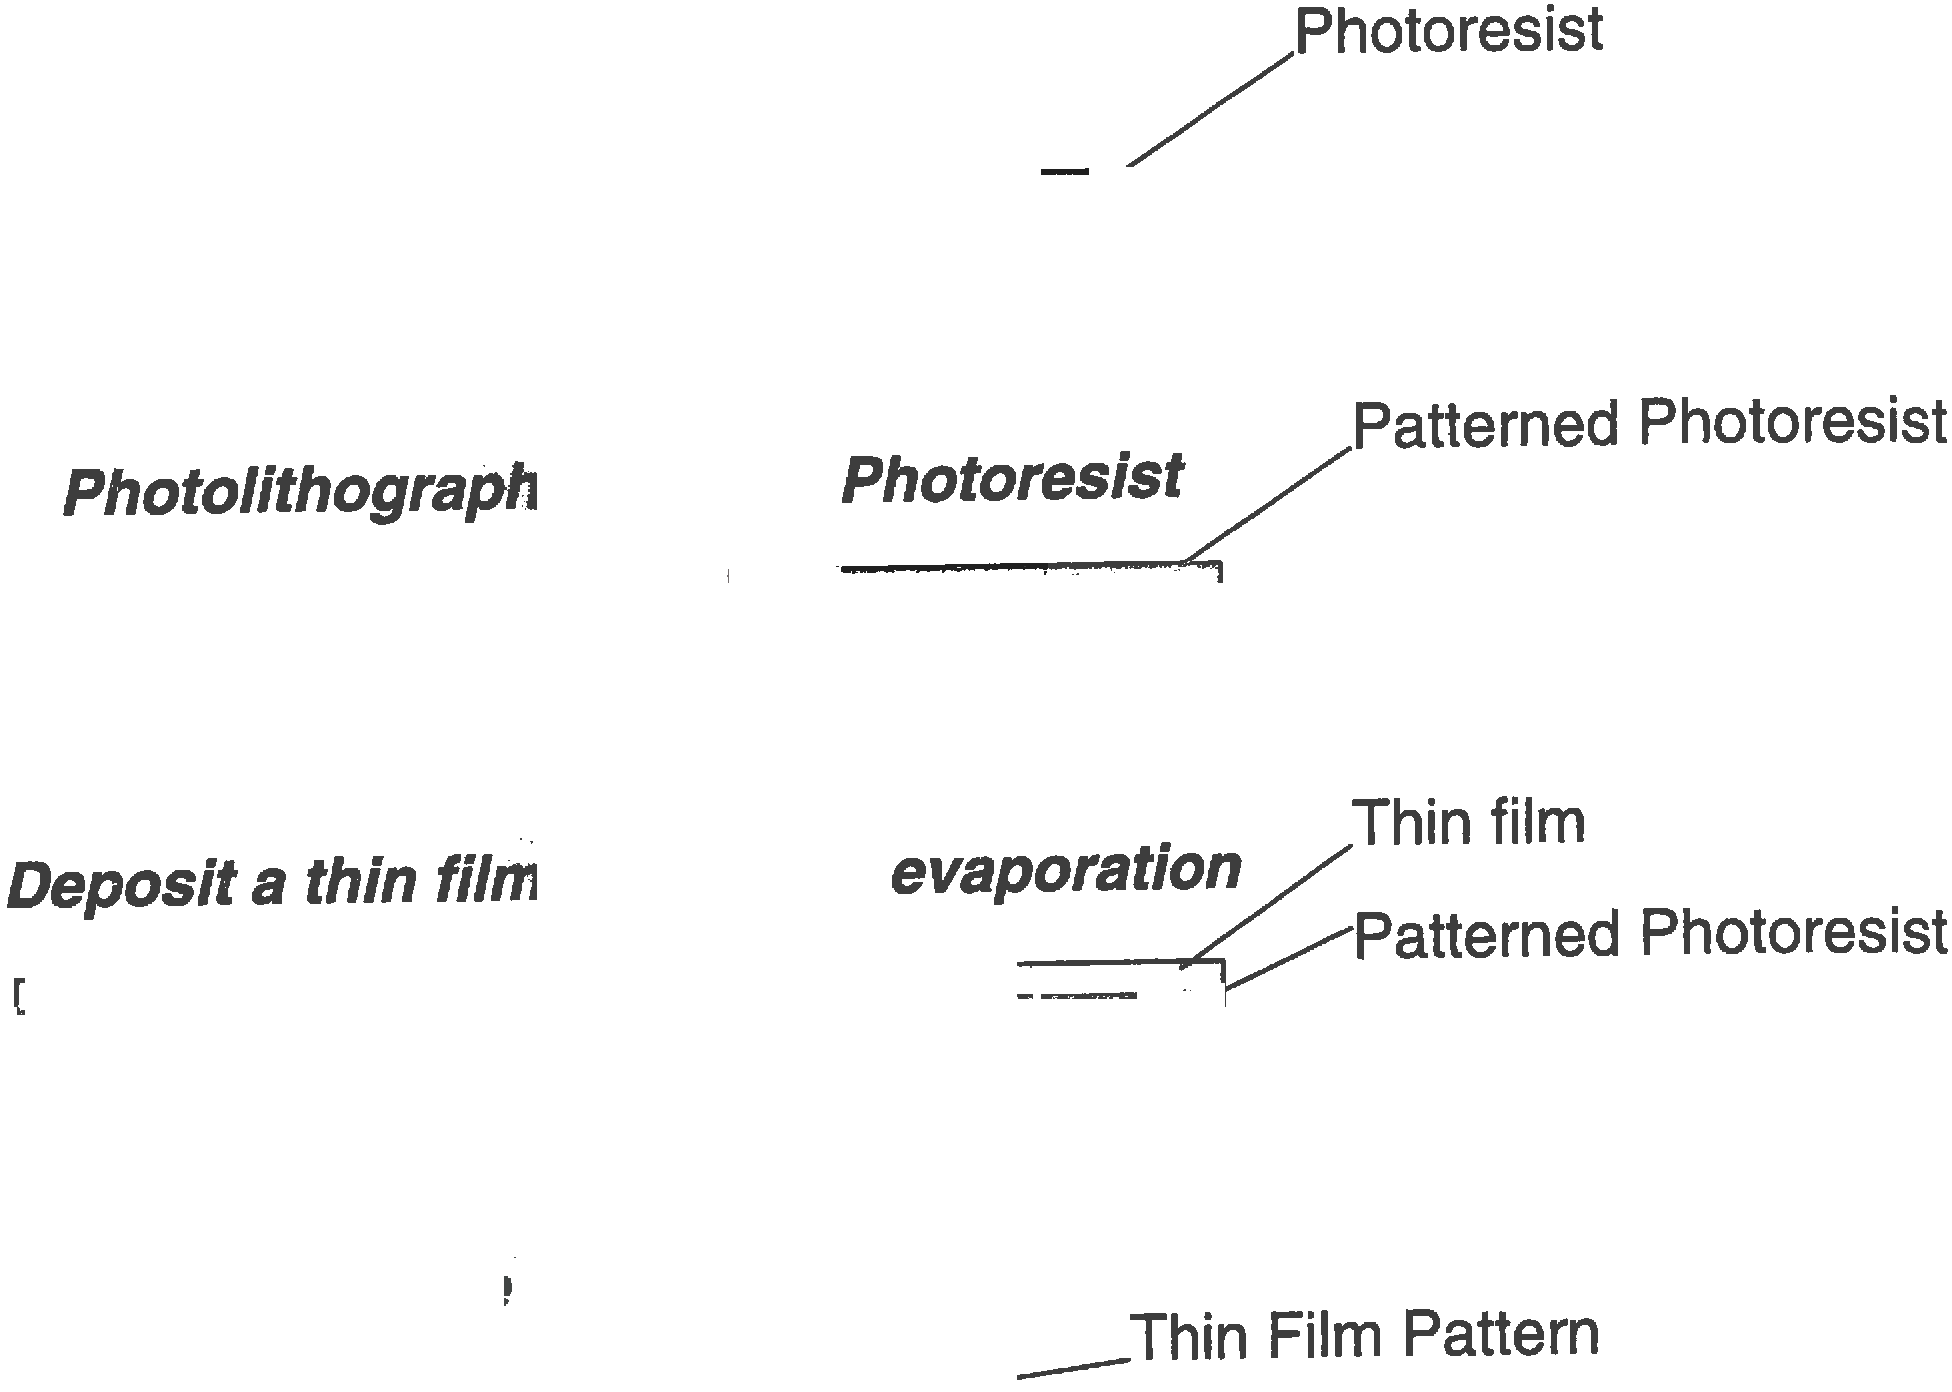 Photoresist
Patterned Photoresist
Photolithograph Photoresist
Thin film
Deposit a thin film evaporation
Patterned Photoresist
Thin Film Pattern